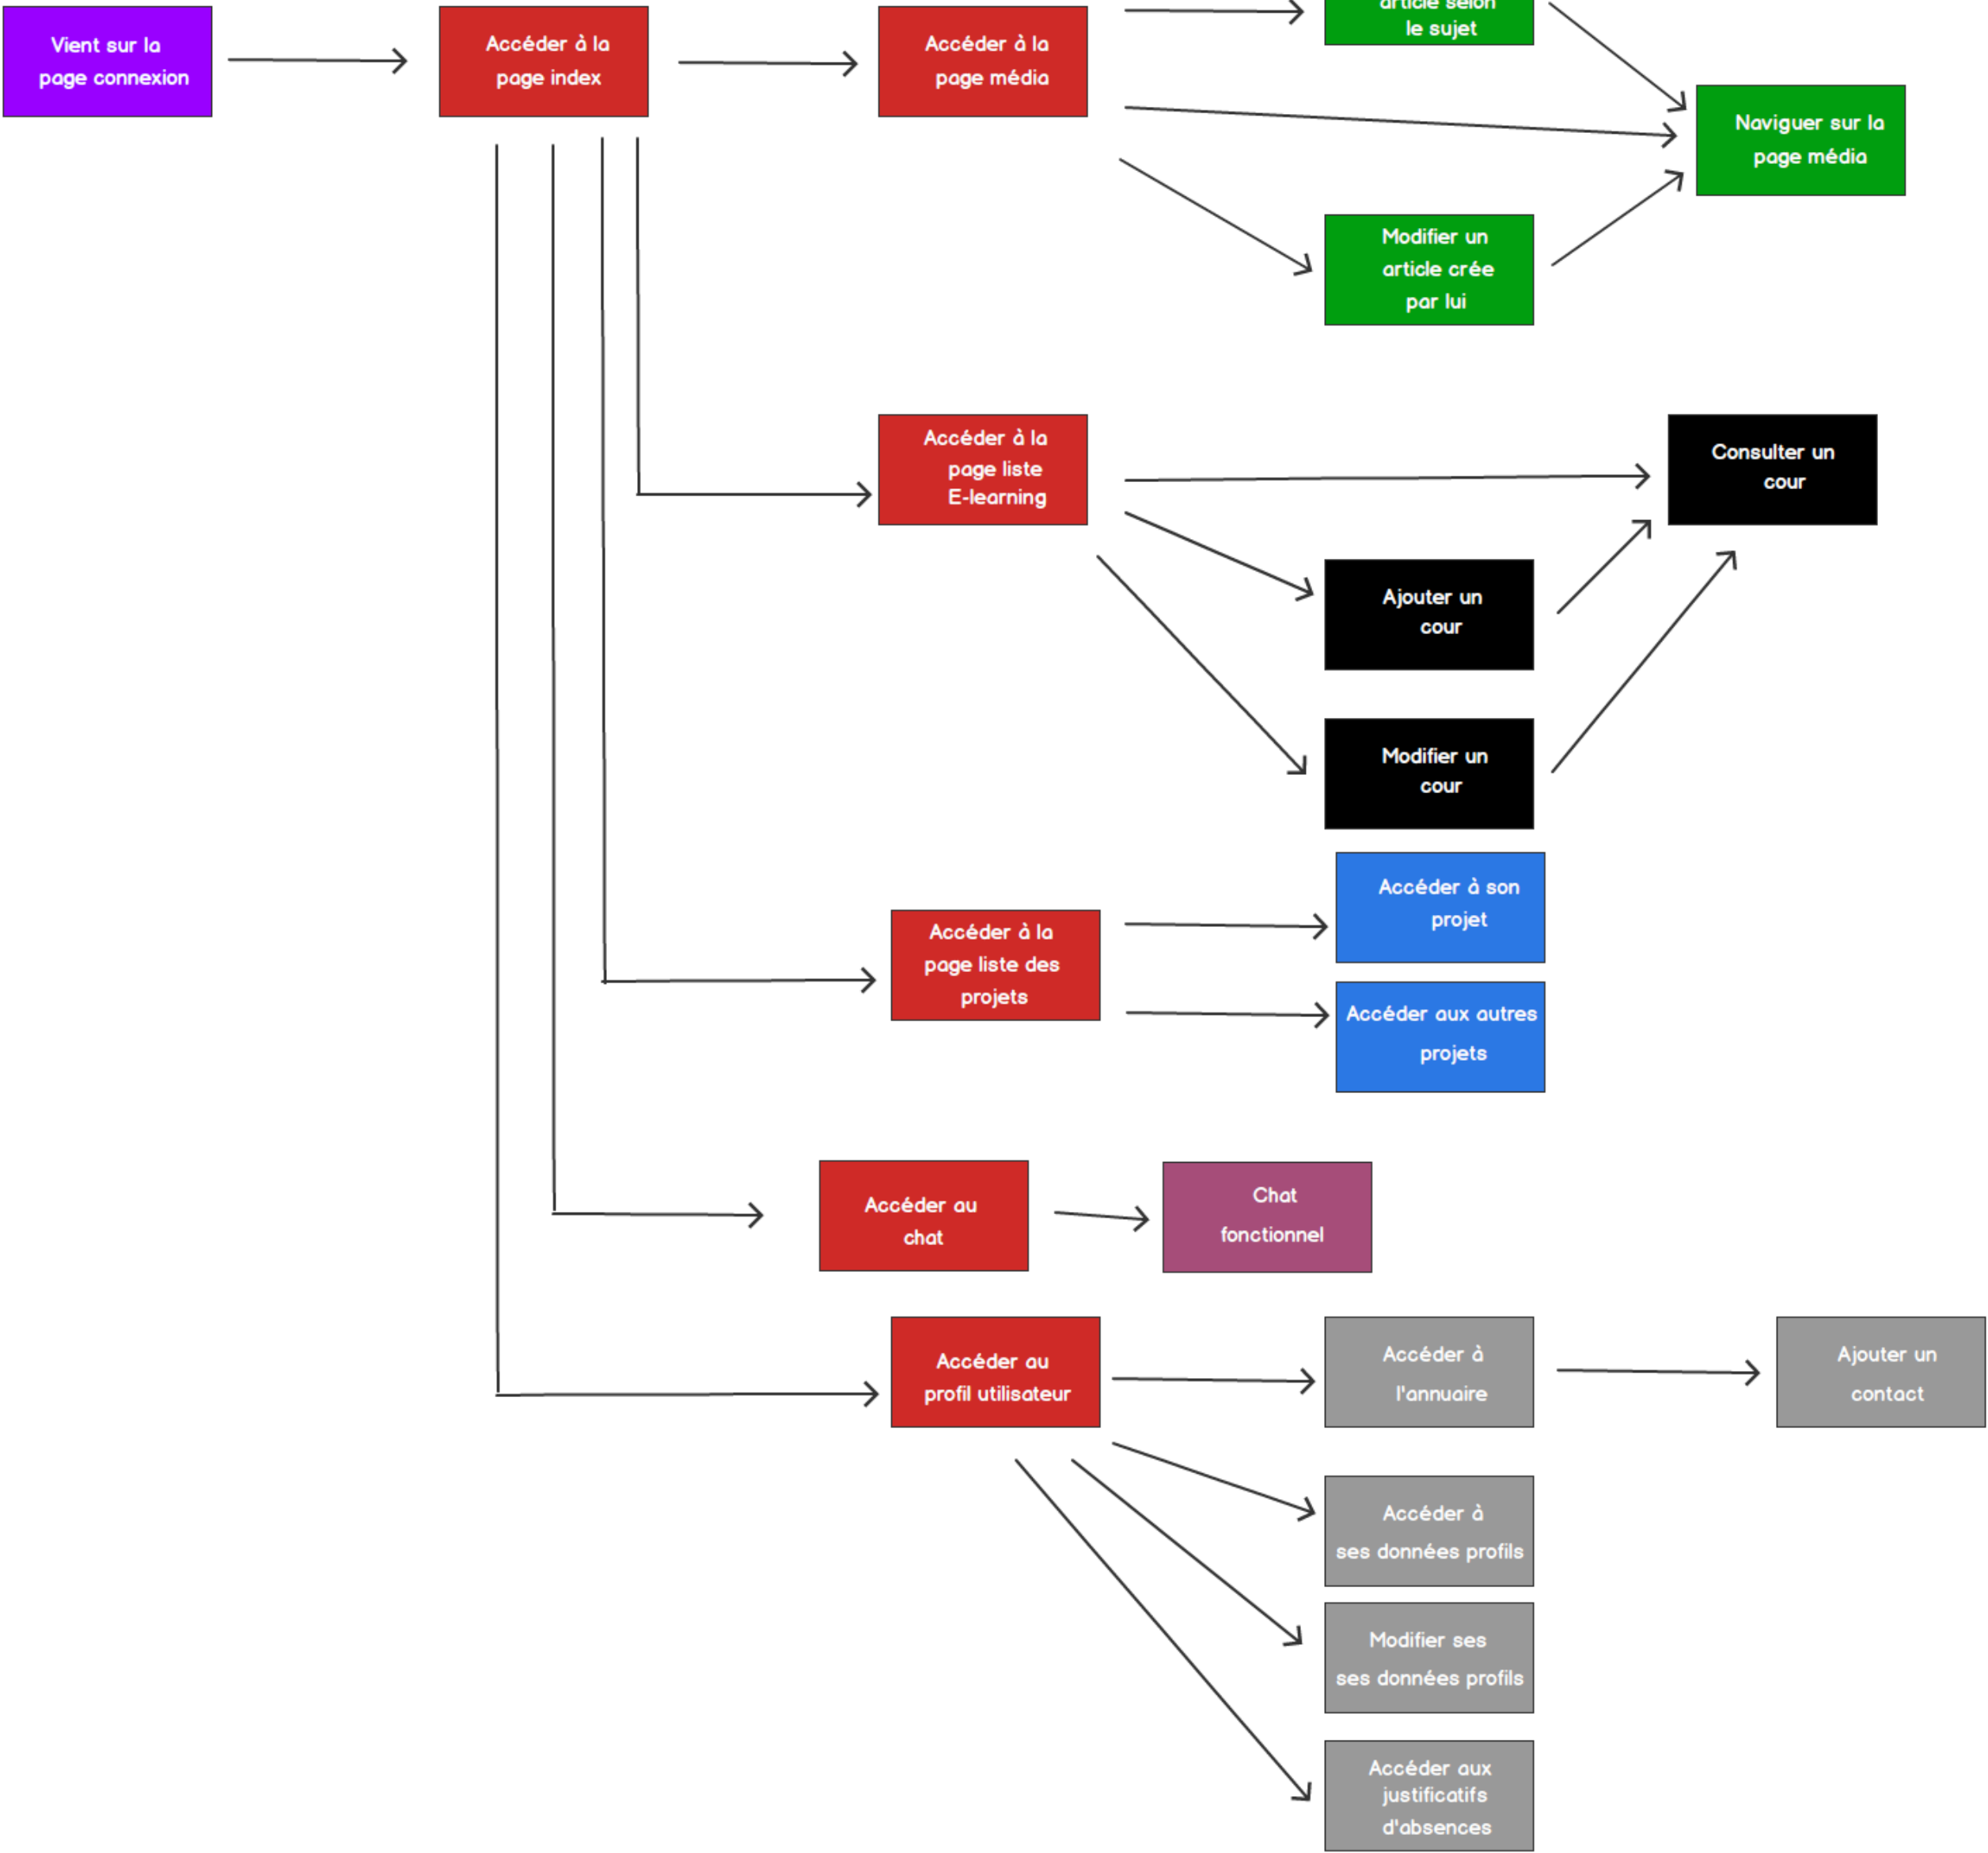 article selon
le sujet
Vient sur la
page connexion
Accéder à la
page index
Accéder à la
page média
Naviguer sur la
page média
Modifier un
article crée
par lui
Accéder à la
page liste
E-learning
Consulter un
cour
Ajouter un
cour
Modifier un
cour
Accéder à son
projet
Accéder à la
page liste des
projets
Accéder aux autres
projets
Accéder au
chat
Chat
fonctionnel
Accéder au
profil utilisateur
Accéder à
l'annuaire
Ajouter un
contact
Accéder à
ses données profils
Modifier ses
ses données profils
Accéder aux
justificatifs
d'absences